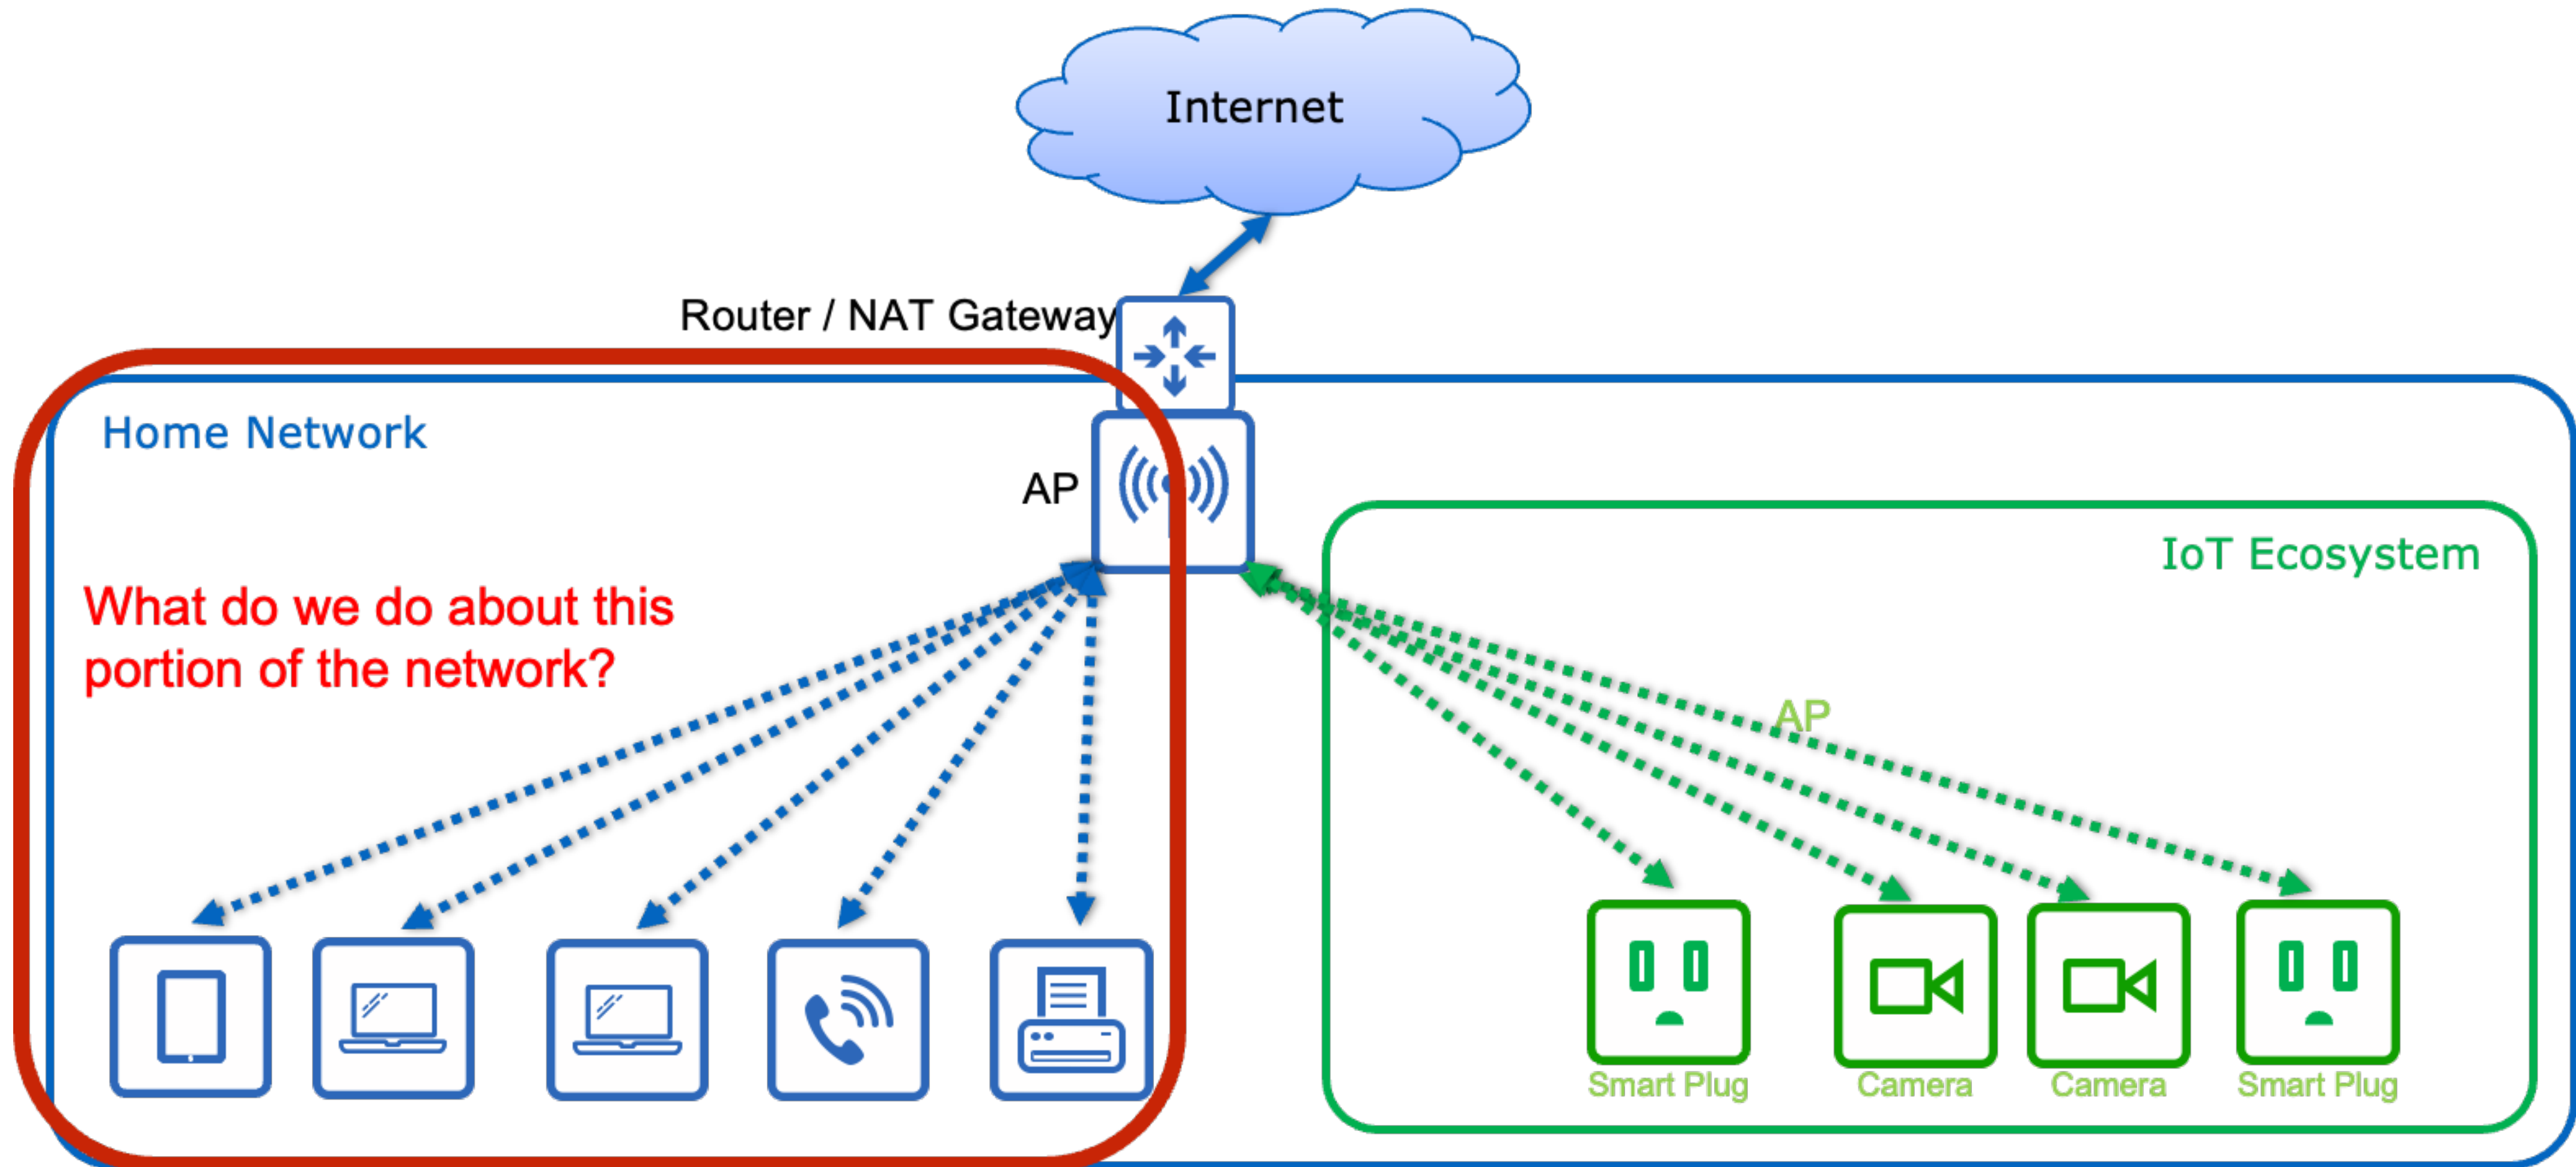 Internet
Router / NAT Gateway
Home Network
AP
IoT Ecosystem
What do we do about this
portion of the network?
AP
Smart Plug
Camera
Camera
Smart Plug